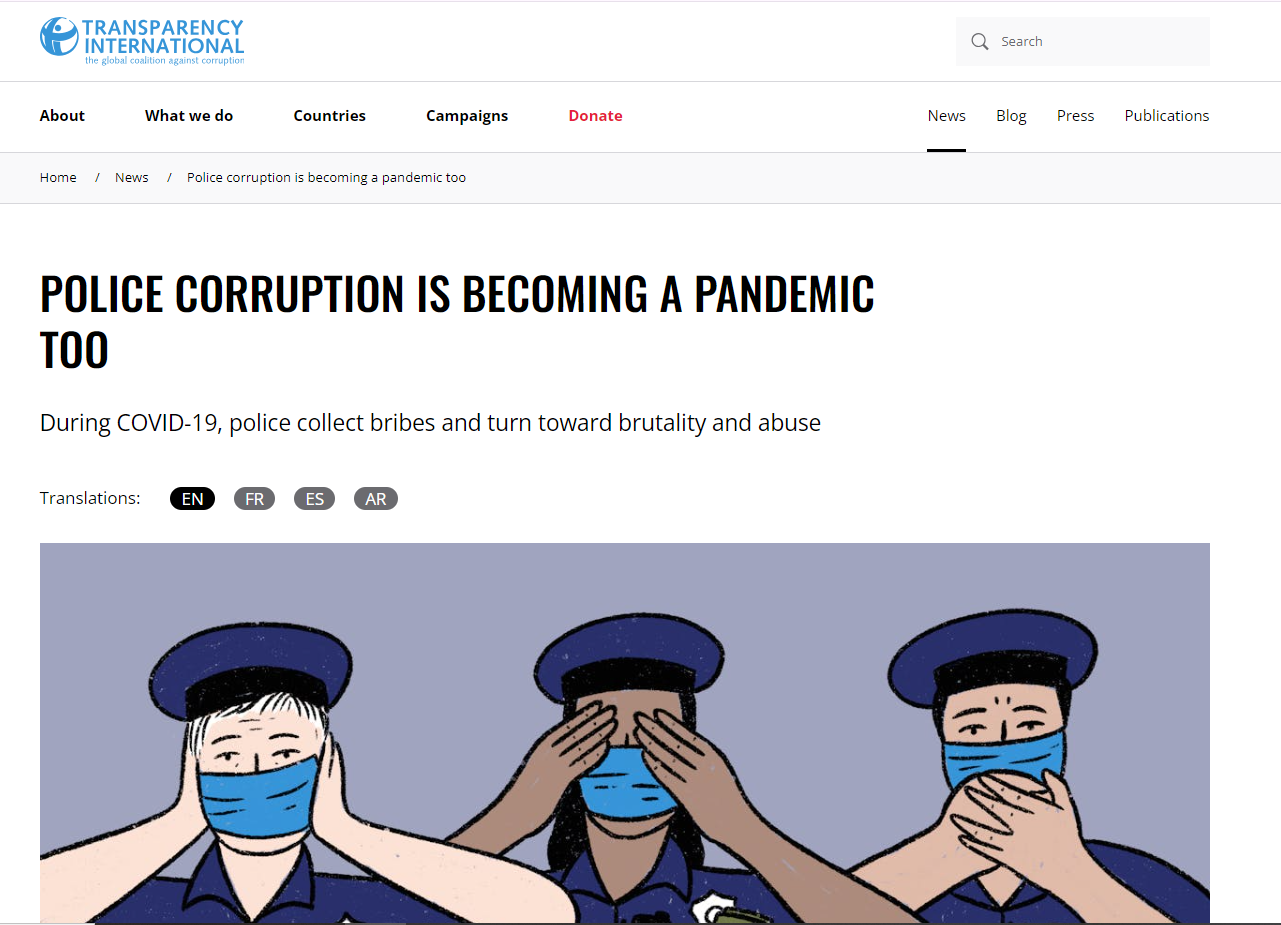 TRANSPARENCY
INTERNATIONAL
the global coalition against corruption
Search
About
What we do
Countries
Campaigns
Donate
News
Blog
Press
Publications
Home / News / Police corruption is becoming a pandemic too
POLICE CORRUPTION IS BECOMING A PANDEMIC
TOO
During COVID-19, police collect bribes and turn toward brutality and abuse
Translations: EN FR ES AR